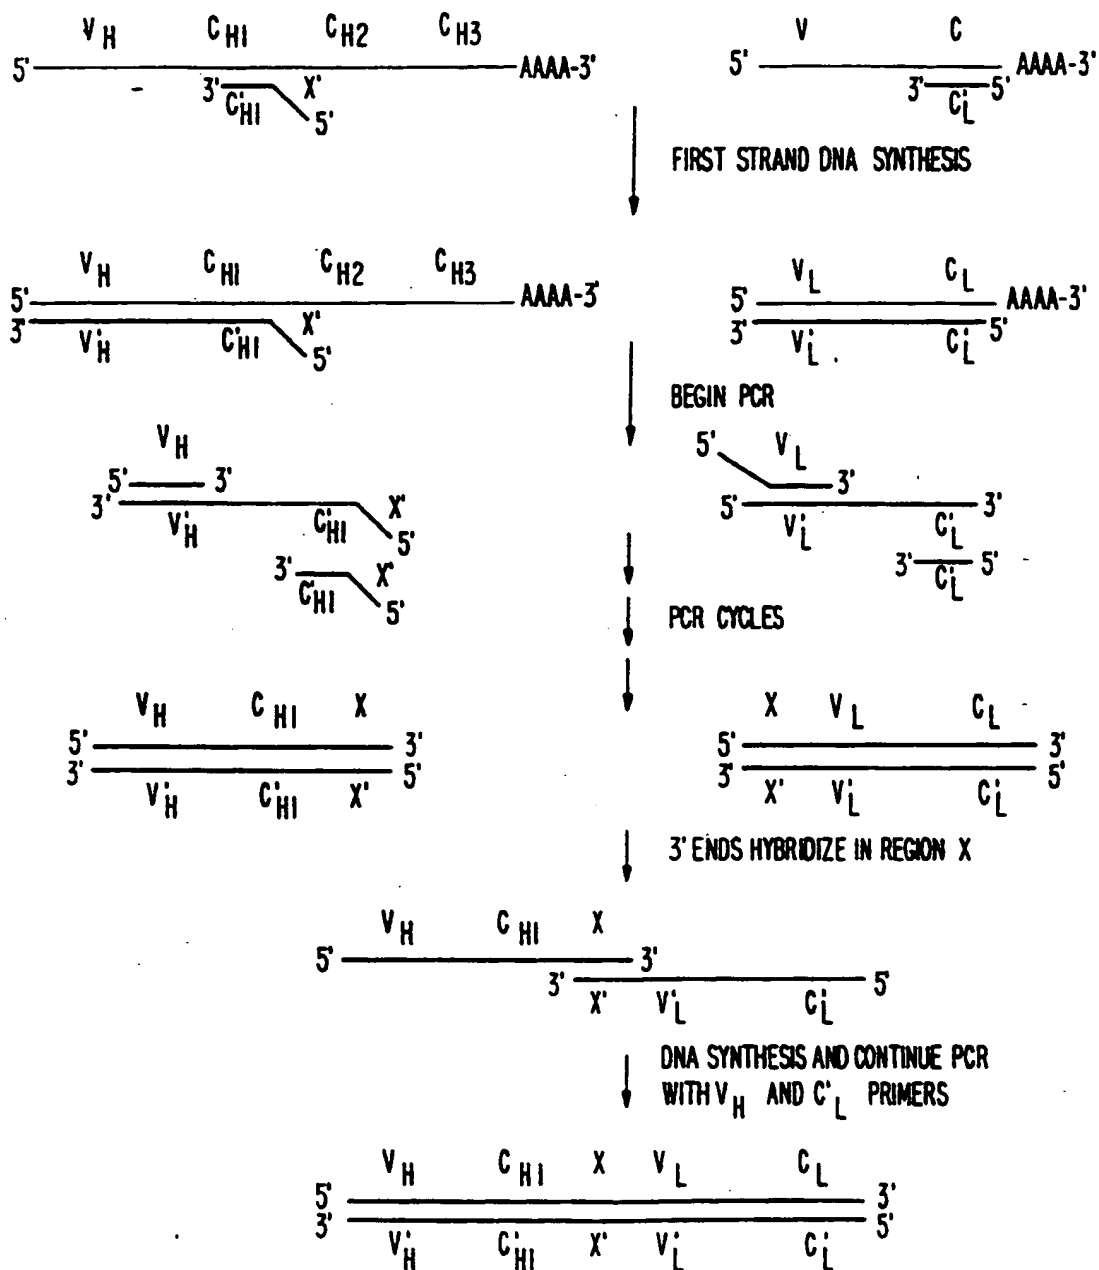 V H C H1 C H2 C H3 V C
5' AAAA-3' 5' AAAA-3'
3' X' 3' 5'
C'H1 5' C'L
FIRST STRAND DNA SYNTHESIS
V H C H1 C H2 C H3 V L C L
5' AAAA-3' 5' AAAA-3'
3' X' 3' 5'
V'H C'H1 5' V'L C'L
BEGIN PCR
V H 5' V L
5' 3' 3'
3' X' 5' 3'
V'H C'H1 5' V'L C'L
3' X' 3' 5'
C'H1 5' C'L
PCR CYCLES
V H C H1 X X V L C L
5' 3' 5' 3'
3' 5' 3' 5'
V'H C'H1 X' X' V'L C'L
3' ENDS HYBRIDIZE IN REGION X
V H C H1 X
5' 3'
3' 5'
X' V'L C'L
DNA SYNTHESIS AND CONTINUE PCR
WITH V H AND C'L PRIMERS
V H C H1 X V L C L
5' 3'
3' 5'
V'H C'H1 X' V'L C'L